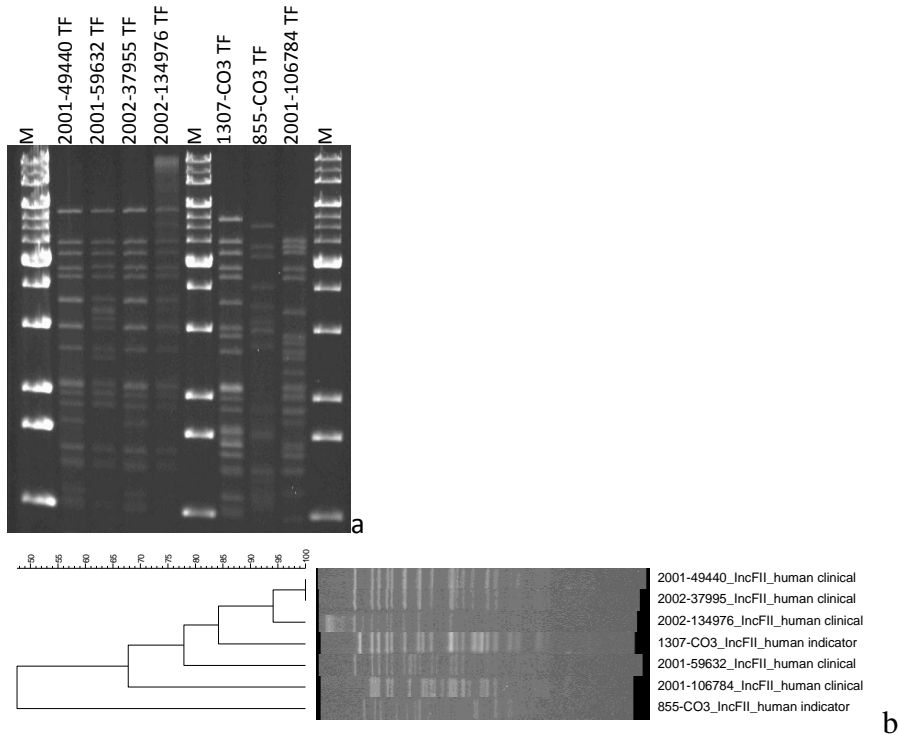 M
2001-49440 TF
2001-59632 TF
2002-37955 TF
2002-134976 TF
M
1307-CO3 TF
855-CO3 TF
2001-106784 TF
M
a
50 55 60 65 70 75 80 85 90 95 100
2001-49440_IncFII_human clinical
2002-37995_IncFII_human clinical
2002-134976_IncFII_human clinical
1307-CO3_IncFII_human indicator
2001-59632_IncFII_human clinical
2001-106784_IncFII_human clinical
855-CO3_IncFII_human indicator
b